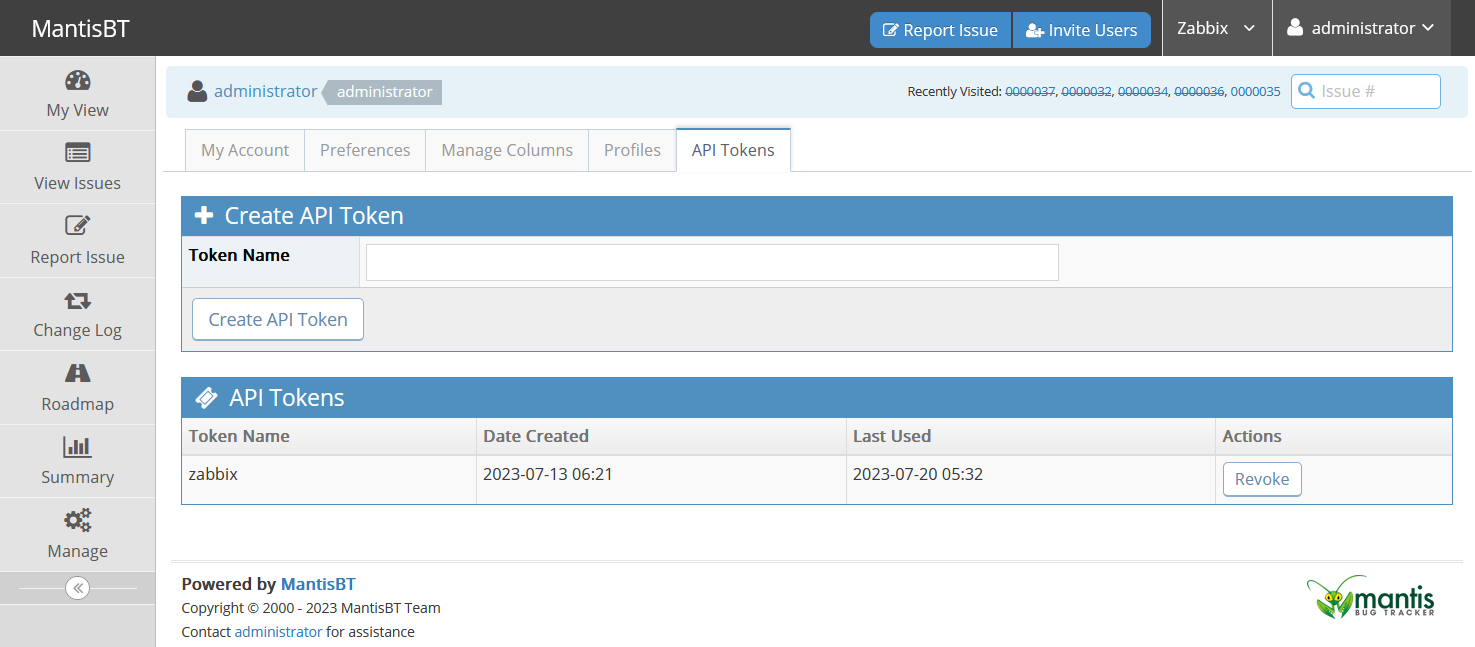 MantisBT
Report Issue
Invite Users
Zabbix
administrator
My View
View Issues
Report Issue
Change Log
Roadmap
Summary
Manage
administrator administrator
Recently Visited: 0000037, 0000032, 0000034, 0000036, 0000035
Issue #
My Account
Preferences
Manage Columns
Profiles
API Tokens
Create API Token
Token Name
Create API Token
API Tokens
Token Name Date Created Last Used Actions
zabbix 2023-07-13 06:21 2023-07-20 05:32 Revoke
Powered by MantisBT
Copyright © 2000 - 2023 MantisBT Team
Contact administrator for assistance
mantis
BUG TRACKER